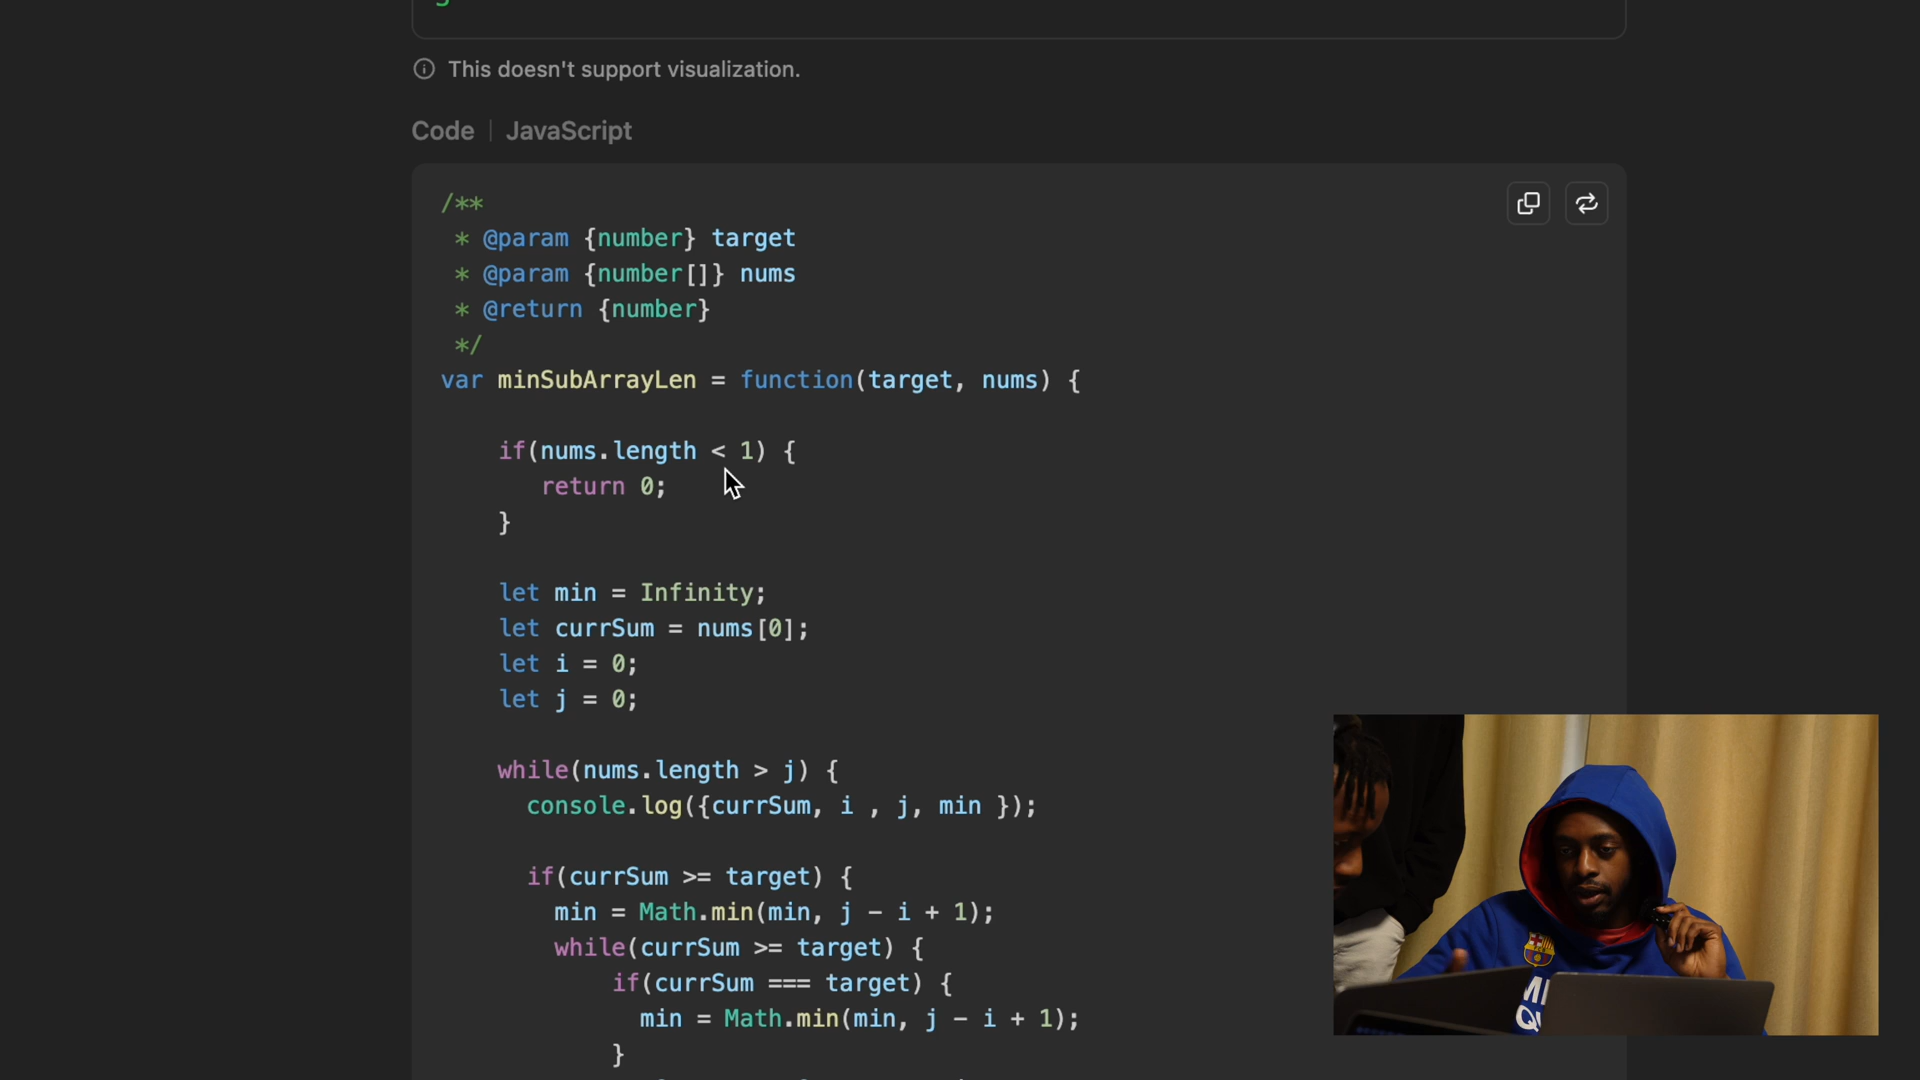 This doesn't support visualization.
Code | JavaScript
/**
 * @param {number} target
 * @param {number[]} nums
 * @return {number}
 */
var minSubArrayLen = function(target, nums) {
    if(nums.length < 1) {
       return 0;
    }
    let min = Infinity;
    let currSum = nums[0];
    let i = 0;
    let j = 0;
    while(nums.length > j) {
      console.log({currSum, i , j, min });
      if(currSum >= target) {
        min = Math.min(min, j - i + 1);
        while(currSum >= target) {
            if(currSum === target) {
              min = Math.min(min, j - i + 1);
            }